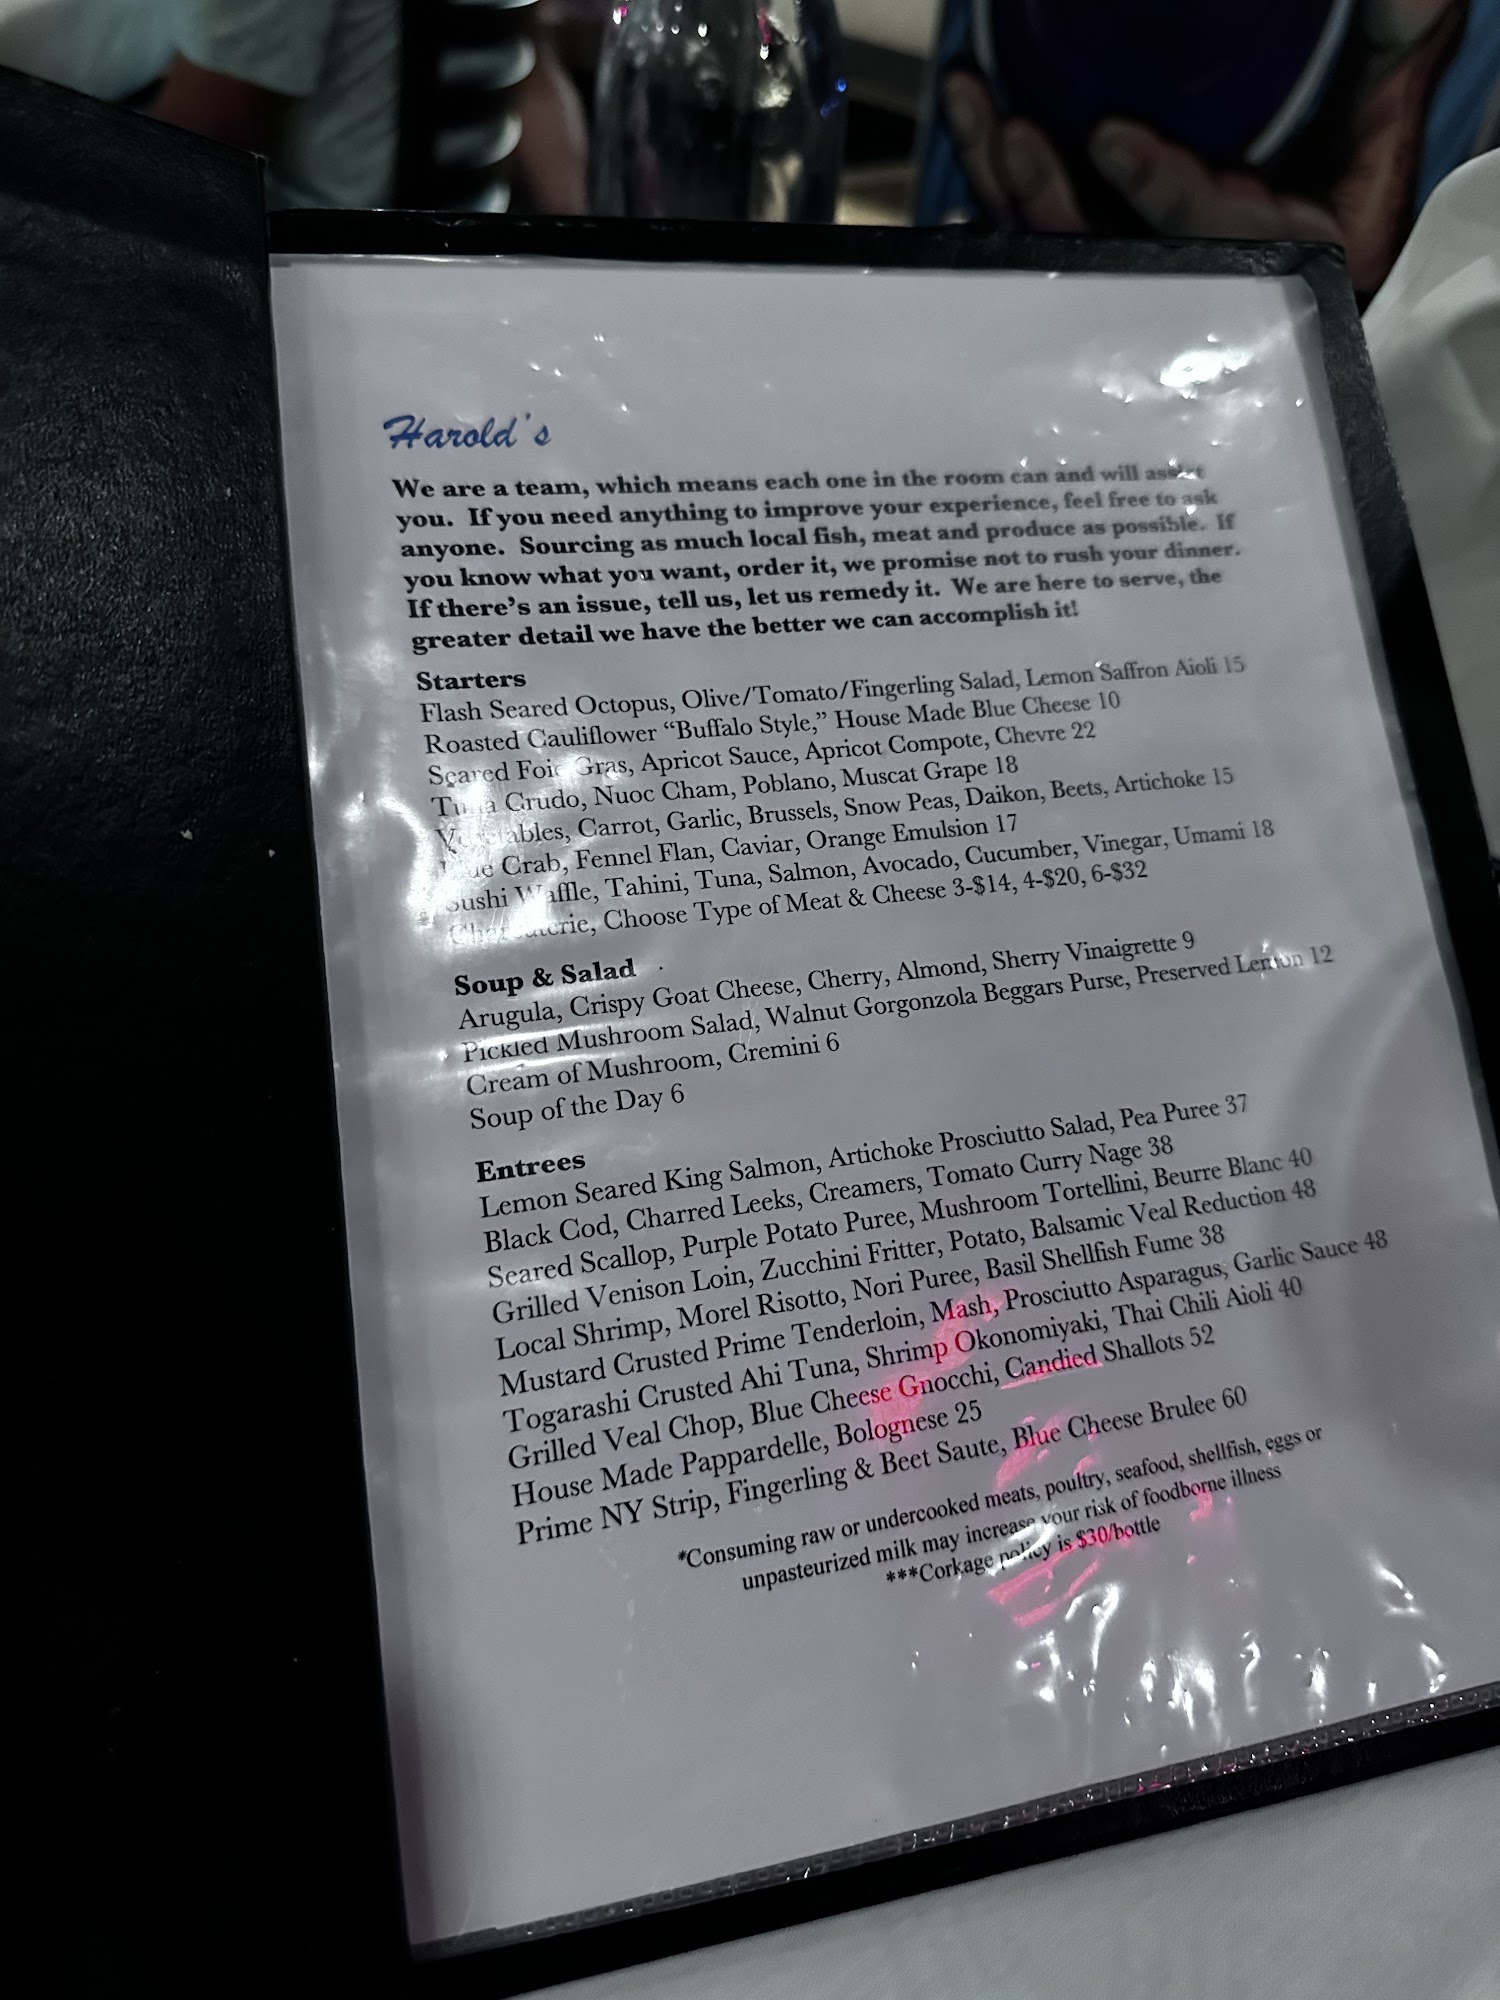 Harold's
We are a team, which means each one in the room can and will assist
you. If you need anything to improve your experience, feel free to ask
anyone. Sourcing as much local fish, meat and produce as possible. If
you know what you want, order it, we promise not to rush your dinner.
If there's an issue, tell us, let us remedy it. We are here to serve, the
greater detail we have the better we can accomplish it!
Starters
Flash Seared Octopus, Olive/Tomato/Fingerling Salad, Lemon Saffron Aioli 15
Roasted Cauliflower “Buffalo Style,” House Made Blue Cheese 10
Seared Foie Gras, Apricot Sauce, Apricot Compote, Chevre 22
Tuna Crudo, Nuoc Cham, Poblano, Muscat Grape 18
Vegetables, Carrot, Garlic, Brussels, Snow Peas, Daikon, Beets, Artichoke 15
Blue Crab, Fennel Flan, Caviar, Orange Emulsion 17
Sushi Waffle, Tahini, Tuna, Salmon, Avocado, Cucumber, Vinegar, Umami 18
Charcuterie, Choose Type of Meat & Cheese 3-$14, 4-$20, 6-$32
Soup & Salad
Arugula, Crispy Goat Cheese, Cherry, Almond, Sherry Vinaigrette 9
Pickled Mushroom Salad, Walnut Gorgonzola Beggars Purse, Preserved Lemon 12
Cream of Mushroom, Cremini 6
Soup of the Day 6
Entrees
Lemon Seared King Salmon, Artichoke Prosciutto Salad, Pea Puree 37
Black Cod, Charred Leeks, Creamers, Tomato Curry Nage 38
Seared Scallop, Purple Potato Puree, Mushroom Tortellini, Beurre Blanc 40
Grilled Venison Loin, Zucchini Fritter, Potato, Balsamic Veal Reduction 48
Local Shrimp, Morel Risotto, Nori Puree, Basil Shellfish Fume 38
Mustard Crusted Prime Tenderloin, Mash, Prosciutto Asparagus, Garlic Sauce 48
Togarashi Crusted Ahi Tuna, Shrimp Okonomiyaki, Thai Chili Aioli 40
Grilled Veal Chop, Blue Cheese Gnocchi, Candied Shallots 52
House Made Pappardelle, Bolognese 25
Prime NY Strip, Fingerling & Beet Saute, Blue Cheese Brulee 60
*Consuming raw or undercooked meats, poultry, seafood, shellfish, eggs or
unpasteurized milk may increase your risk of foodborne illness
***Corkage policy is $30/bottle